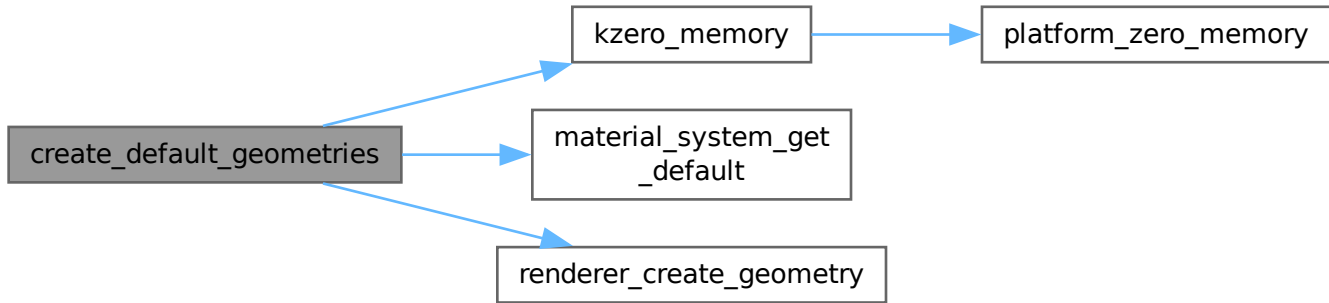 kzero_memory
platform_zero_memory
create_default_geometries
material_system_get
_default
renderer_create_geometry